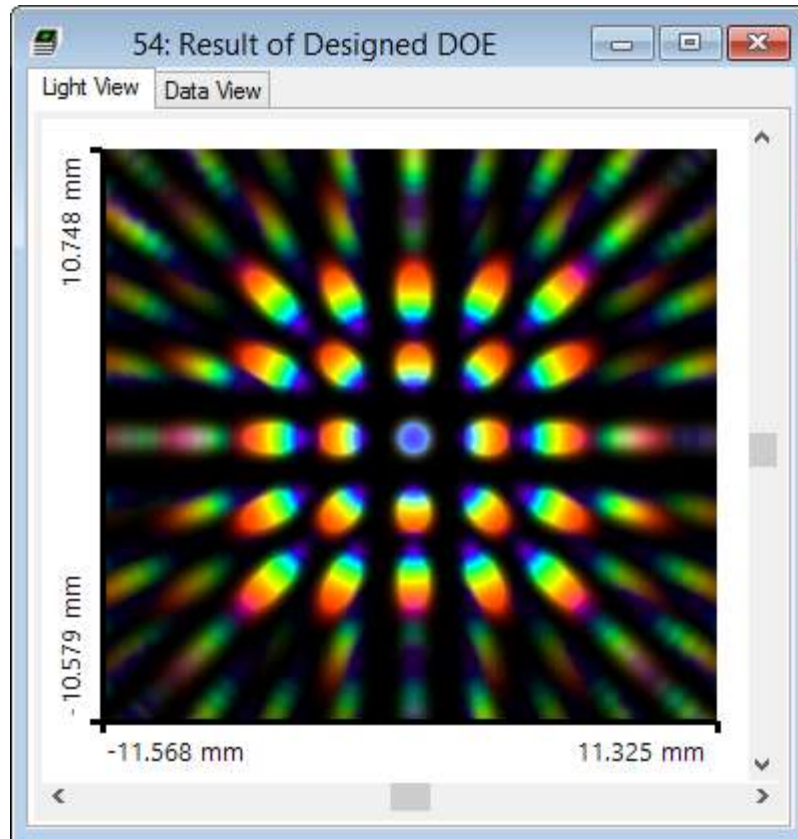 54: Result of Designed DOE
Light View
Data View
10.748 mm
-10.579 mm
-11.568 mm
11.325 mm